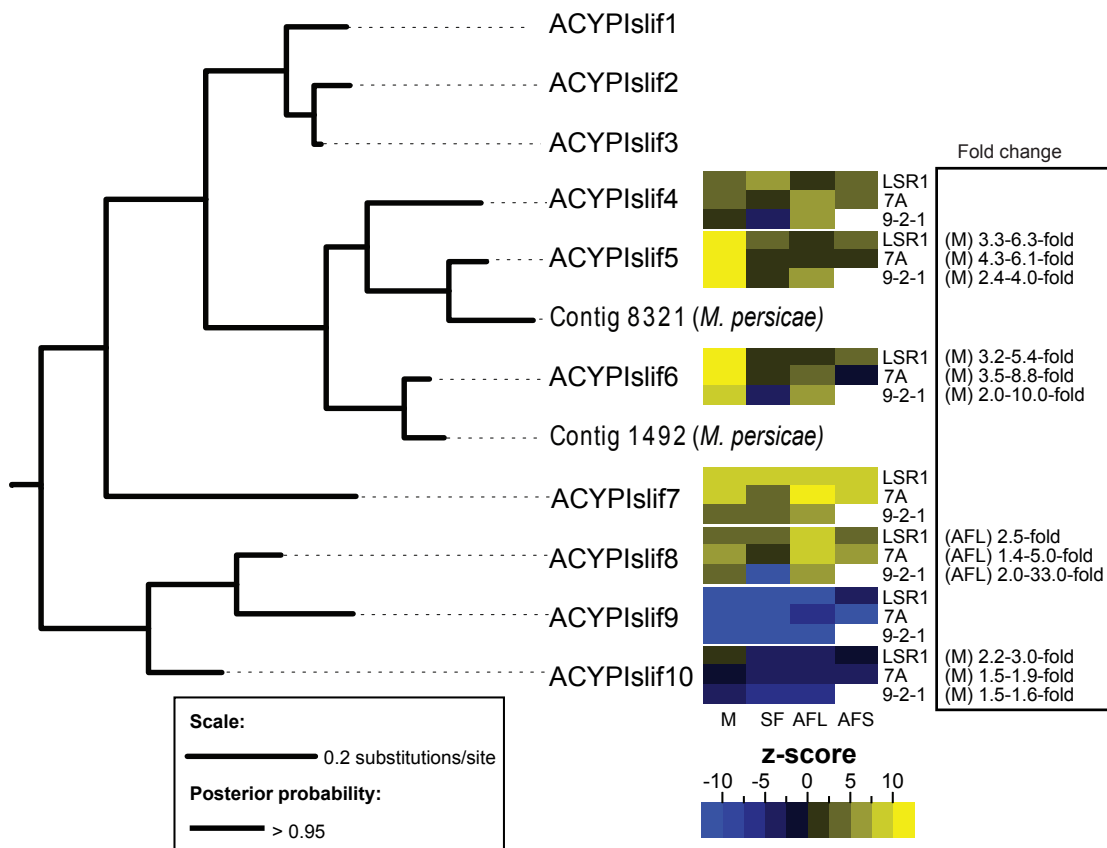 ACYPIslif1
ACYPIslif2
ACYPIslif3
Fold change
ACYPIslif4
LSR1
7A
9-2-1
ACYPIslif5
LSR1 (M) 3.3-6.3-fold
7A (M) 4.3-6.1-fold
9-2-1 (M) 2.4-4.0-fold
Contig 8321 (M. persicae)
ACYPIslif6
LSR1 (M) 3.2-5.4-fold
7A (M) 3.5-8.8-fold
9-2-1 (M) 2.0-10.0-fold
Contig 1492 (M. persicae)
ACYPIslif7
LSR1
7A
9-2-1
ACYPIslif8
LSR1 (AFL) 2.5-fold
7A (AFL) 1.4-5.0-fold
9-2-1 (AFL) 2.0-33.0-fold
ACYPIslif9
LSR1
7A
9-2-1
ACYPIslif10
LSR1 (M) 2.2-3.0-fold
7A (M) 1.5-1.9-fold
9-2-1 (M) 1.5-1.6-fold
M SF AFL AFS
Scale:
0.2 substitutions/site
Posterior probability:
> 0.95
z-score
-10 -5 0 5 10